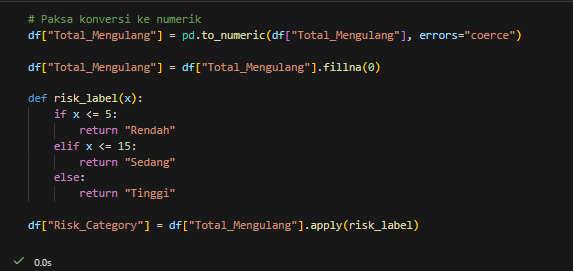 # Paksa konversi ke numerik
df["Total_Mengulang"] = pd.to_numeric(df["Total_Mengulang"], errors="coerce")
df["Total_Mengulang"] = df["Total_Mengulang"].fillna(0)
def risk_label(x):
    if x <= 5:
        return "Rendah"
    elif x <= 15:
        return "Sedang"
    else:
        return "Tinggi"
df["Risk_Category"] = df["Total_Mengulang"].apply(risk_label)
0.0s